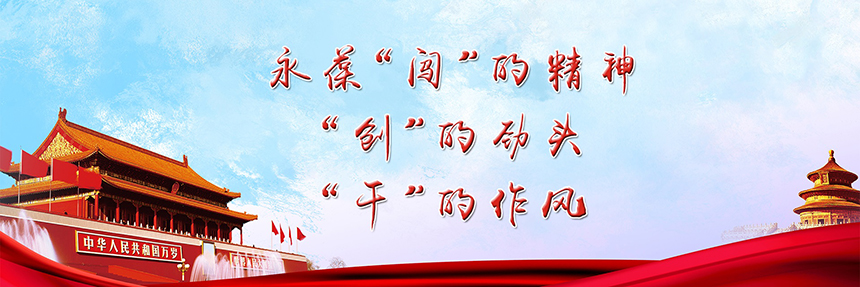 永葆“闯”的精神
“创”的劲头
“干”的作风
中华人民共和国万岁